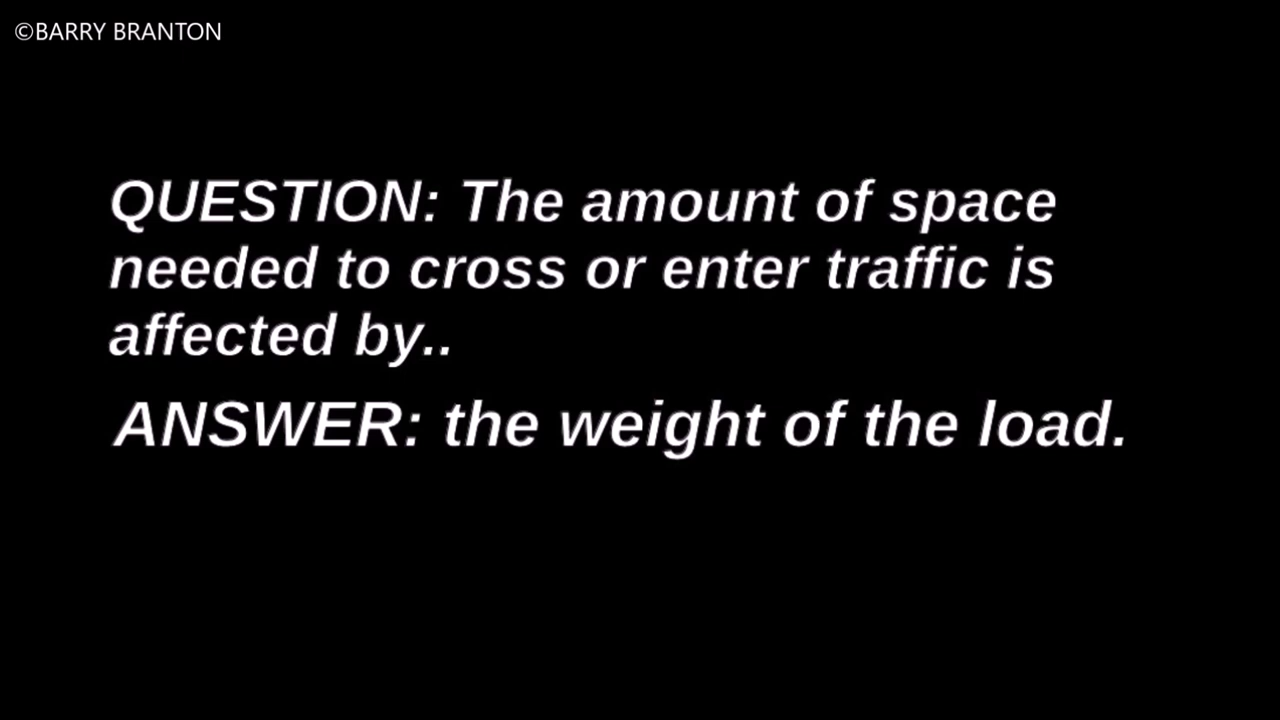 ©BARRY BRANTON
QUESTION: The amount of space
needed to cross or enter traffic is
affected by..
ANSWER: the weight of the load.